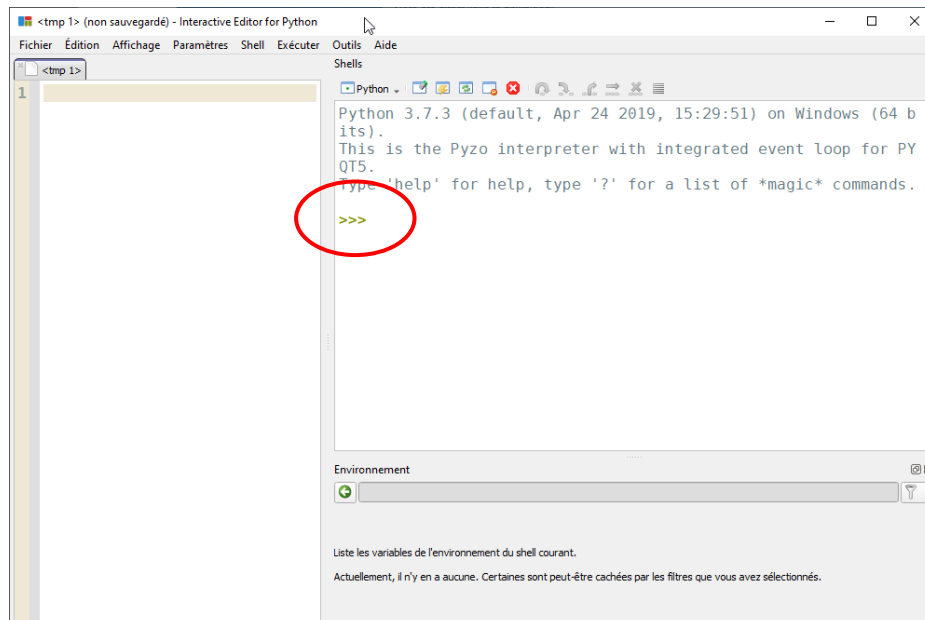 <tmp 1> (non sauvegardé) - Interactive Editor for Python
Fichier Édition Affichage Paramètres Shell Exécuter Outils Aide
<tmp 1>
1
Shells
Python
Python 3.7.3 (default, Apr 24 2019, 15:29:51) on Windows (64 b
its).
This is the Pyzo interpreter with integrated event loop for PY
QT5.
Type 'help' for help, type '?' for a list of *magic* commands.
>>>
Environnement
Liste les variables de l'environnement du shell courant.
Actuellement, il n'y en a aucune. Certaines sont peut-être cachées par les filtres que vous avez sélectionnés.